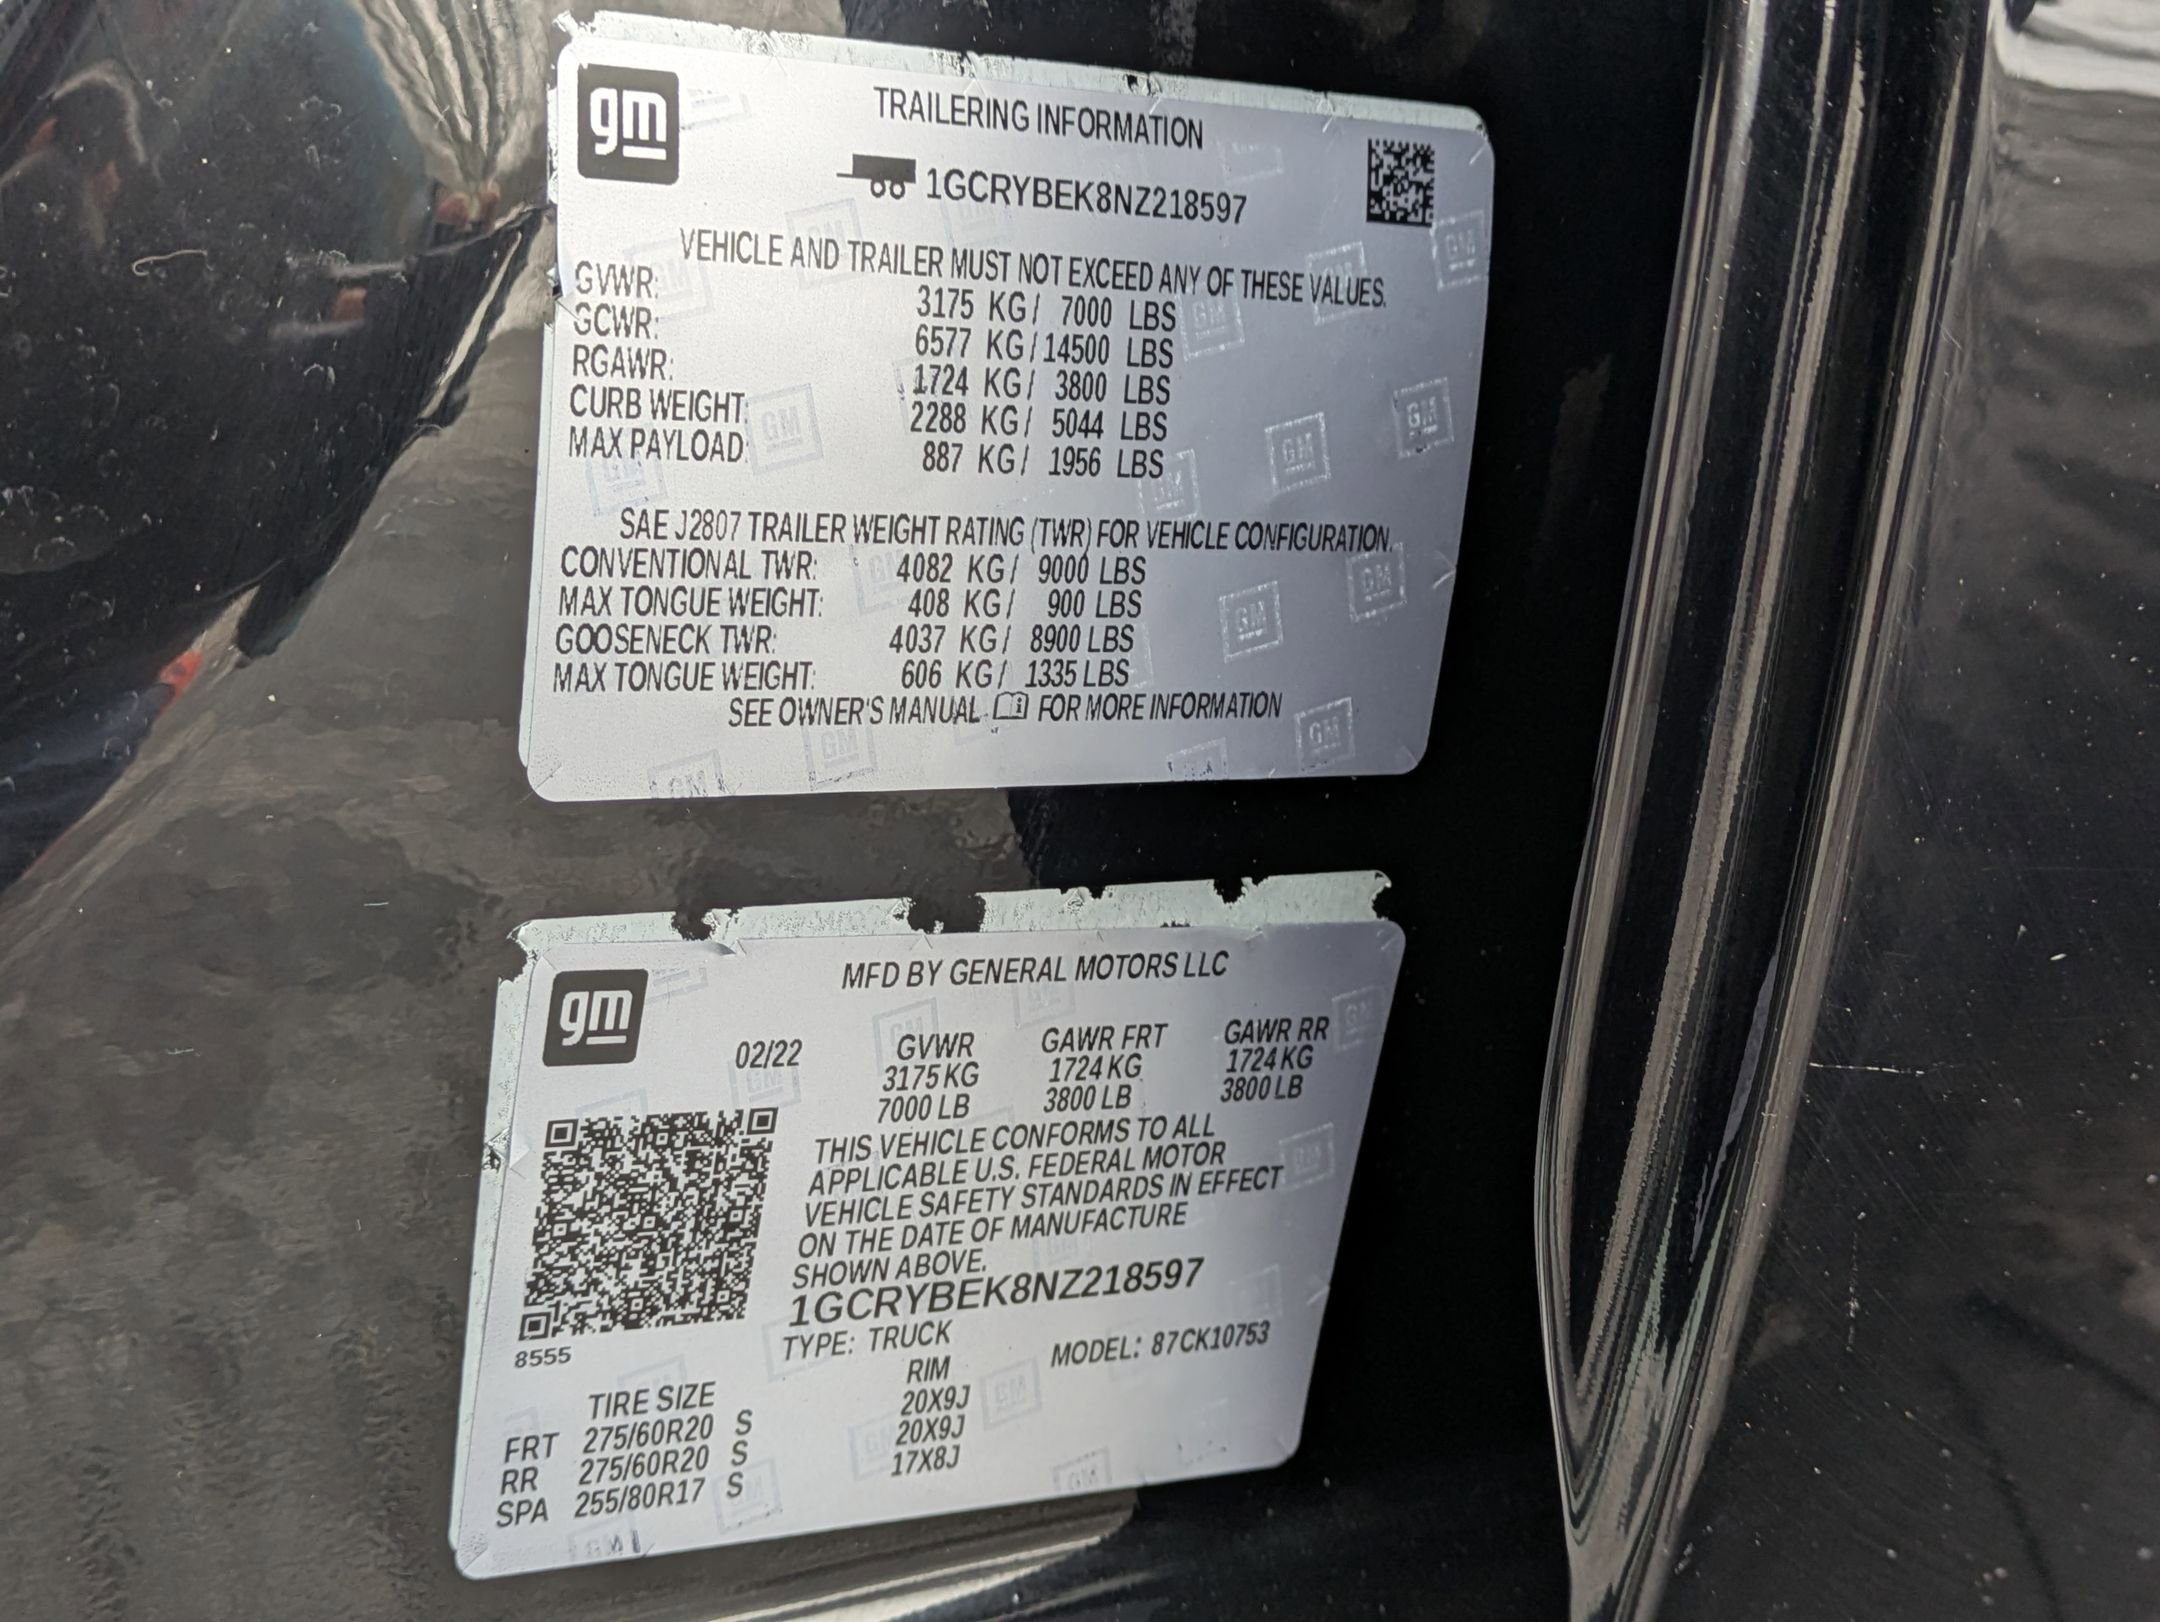 gm
TRAILERING INFORMATION
1GCRYBEK8NZ218597
VEHICLE AND TRAILER MUST NOT EXCEED ANY OF THESE VALUES.
GVWR: 3175 KG/ 7000 LBS
GCWR: 6577 KG/14500 LBS
RGAWR: 1724 KG/ 3800 LBS
CURB WEIGHT: 2288 KG/ 5044 LBS
MAX PAYLOAD: 887 KG/ 1956 LBS
SAE J2807 TRAILER WEIGHT RATING (TWR) FOR VEHICLE CONFIGURATION.
CONVENTIONAL TWR: 4082 KG/ 9000 LBS
MAX TONGUE WEIGHT: 408 KG/ 900 LBS
GOOSENECK TWR: 4037 KG/ 8900 LBS
MAX TONGUE WEIGHT: 606 KG/ 1335 LBS
SEE OWNER'S MANUAL FOR MORE INFORMATION
gm
MFD BY GENERAL MOTORS LLC
02/22 GVWR GAWR FRT GAWR RR
3175 KG 1724 KG 1724 KG
7000 LB 3800 LB 3800 LB
THIS VEHICLE CONFORMS TO ALL
APPLICABLE U.S. FEDERAL MOTOR
VEHICLE SAFETY STANDARDS IN EFFECT
ON THE DATE OF MANUFACTURE
SHOWN ABOVE.
1GCRYBEK8NZ218597
8555
TYPE: TRUCK MODEL: 87CK10753
TIRE SIZE RIM
FRT 275/60R20 S 20X9J
RR 275/60R20 S 20X9J
SPA 255/80R17 S 17X8J